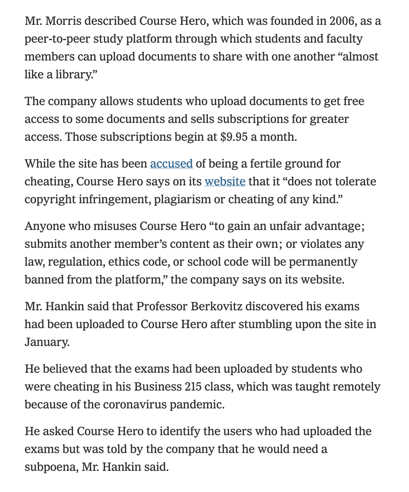 Mr. Morris described Course Hero, which was founded in 2006, as a
peer-to-peer study platform through which students and faculty
members can upload documents to share with one another “almost
like a library.”
The company allows students who upload documents to get free
access to some documents and sells subscriptions for greater
access. Those subscriptions begin at $9.95 a month.
While the site has been accused of being a fertile ground for
cheating, Course Hero says on its website that it “does not tolerate
copyright infringement, plagiarism or cheating of any kind.”
Anyone who misuses Course Hero “to gain an unfair advantage;
submits another member’s content as their own; or violates any
law, regulation, ethics code, or school code will be permanently
banned from the platform,” the company says on its website.
Mr. Hankin said that Professor Berkovitz discovered his exams
had been uploaded to Course Hero after stumbling upon the site in
January.
He believed that the exams had been uploaded by students who
were cheating in his Business 215 class, which was taught remotely
because of the coronavirus pandemic.
He asked Course Hero to identify the users who had uploaded the
exams but was told by the company that he would need a
subpoena, Mr. Hankin said.